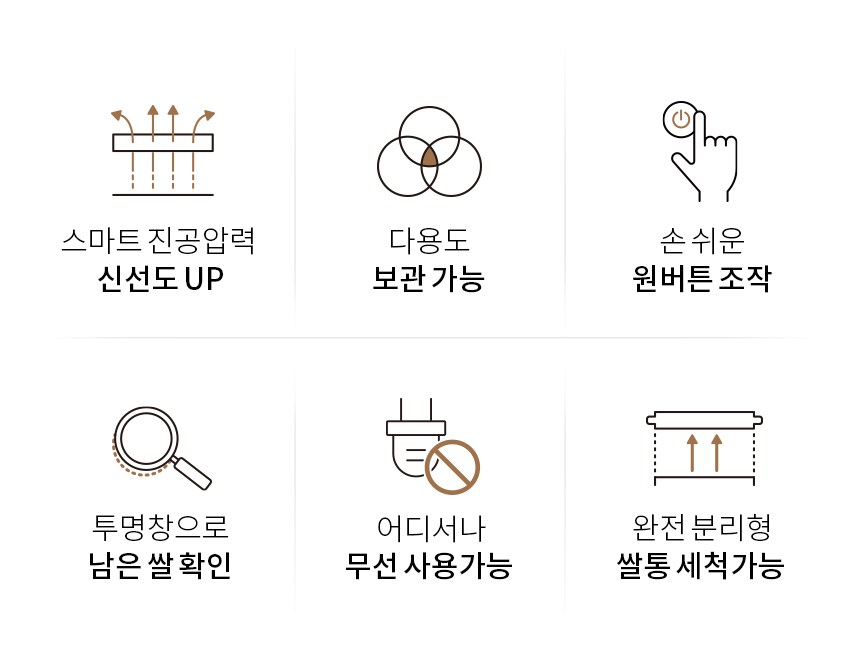 스마트 진공압력
신선도 UP
다용도
보관 가능
손 쉬운
원버튼 조작
투명창으로
남은 쌀 확인
어디서나
무선 사용가능
완전 분리형
쌀통 세척가능